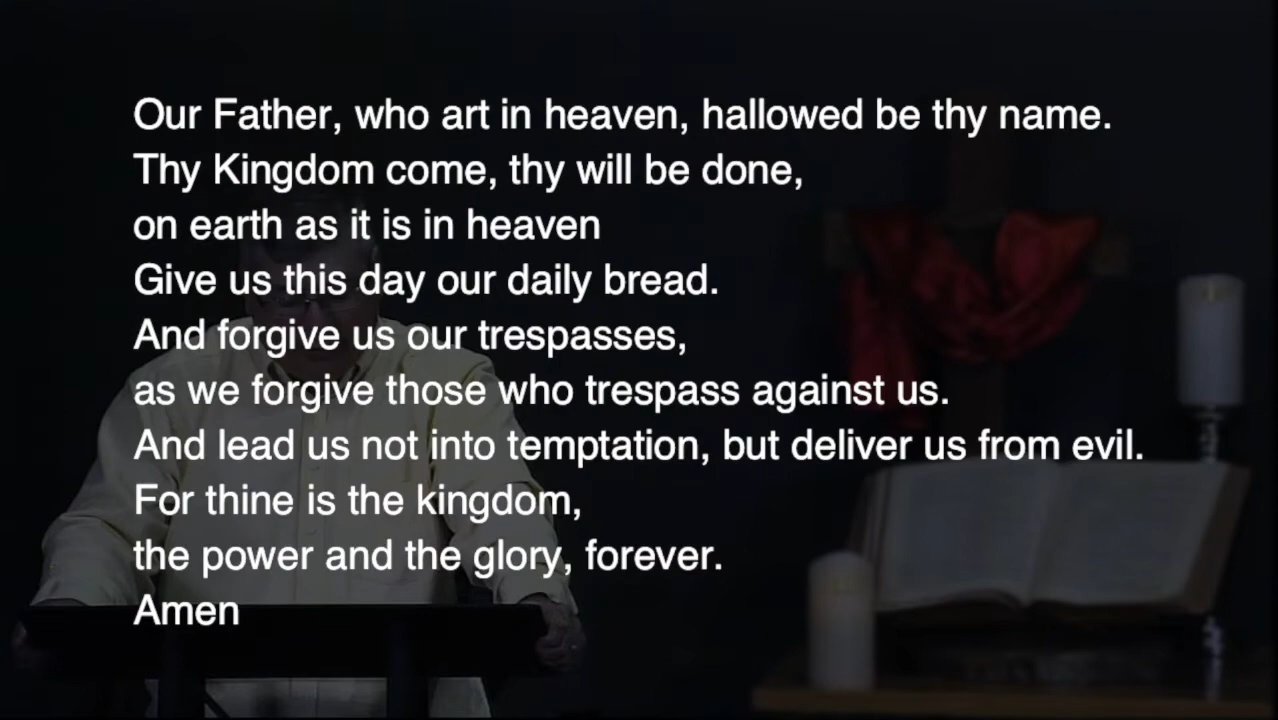 Our Father, who art in heaven, hallowed be thy name.
Thy Kingdom come, thy will be done,
on earth as it is in heaven
Give us this day our daily bread.
And forgive us our trespasses,
as we forgive those who trespass against us.
And lead us not into temptation, but deliver us from evil.
For thine is the kingdom,
the power and the glory, forever.
Amen